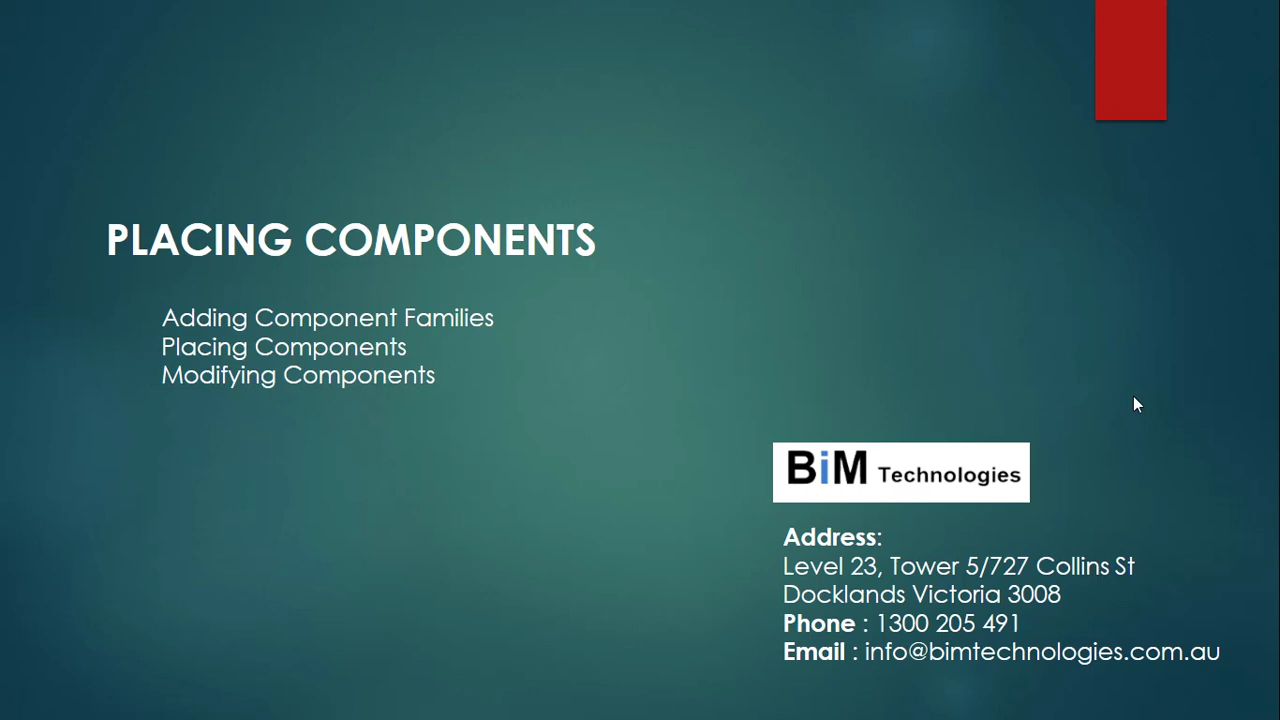 PLACING COMPONENTS
Adding Component Families
Placing Components
Modifying Components
BiM Technologies
Address:
Level 23, Tower 5/727 Collins St
Docklands Victoria 3008
Phone : 1300 205 491
Email : info@bimtechnologies.com.au